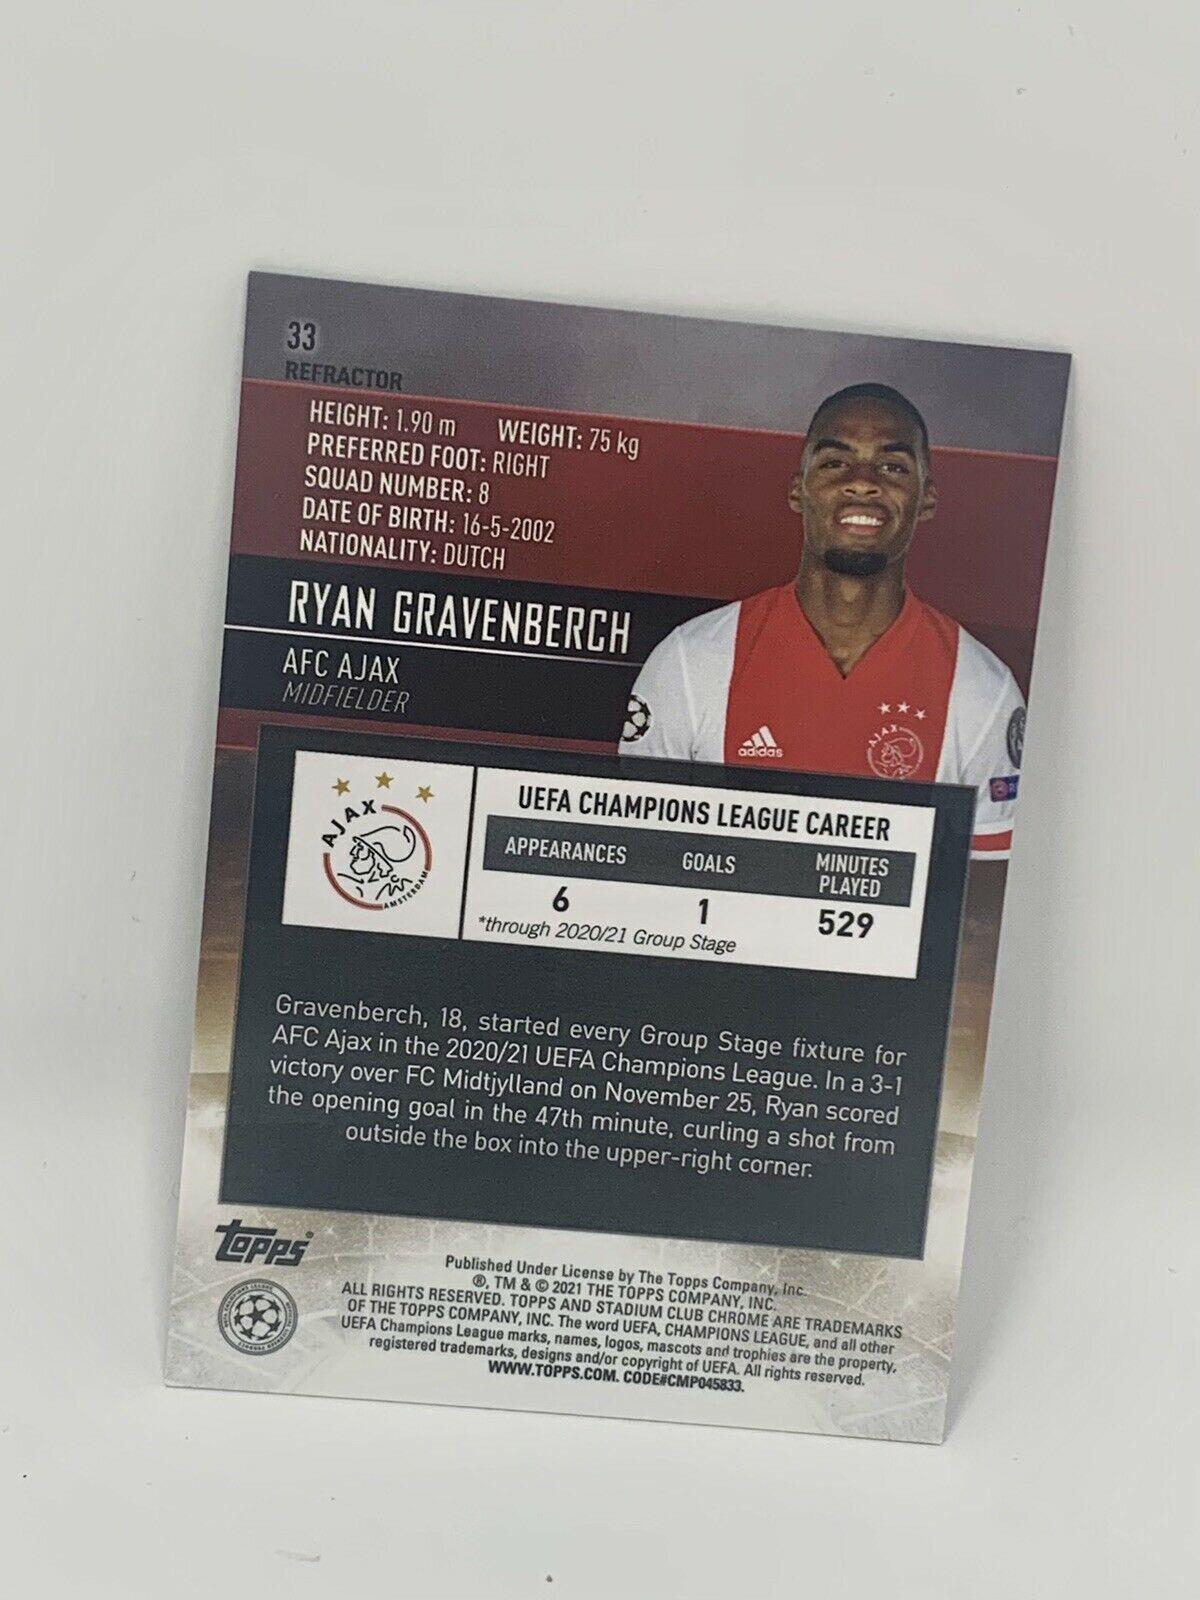 33
REFRACTOR
HEIGHT: 1.90 m WEIGHT: 75 kg
PREFERRED FOOT: RIGHT
SQUAD NUMBER: 8
DATE OF BIRTH: 16-5-2002
NATIONALITY: DUTCH
RYAN GRAVENBERCH
AFC AJAX
MIDFIELDER
adidas
AJAX
AJAX
AMSTERDAM
UEFA CHAMPIONS LEAGUE CAREER
APPEARANCES GOALS MINUTES PLAYED
6 1 529
*through 2020/21 Group Stage
Gravenberch, 18, started every Group Stage fixture for
AFC Ajax in the 2020/21 UEFA Champions League. In a 3-1
victory over FC Midtjylland on November 25, Ryan scored
the opening goal in the 47th minute, curling a shot from
outside the box into the upper-right corner.
Topps®
Published Under License by The Topps Company, Inc.
®, TM & © 2021 THE TOPPS COMPANY, INC.
ALL RIGHTS RESERVED. TOPPS AND STADIUM CLUB CHROME ARE TRADEMARKS
OF THE TOPPS COMPANY, INC. The word UEFA, CHAMPIONS LEAGUE, and all other
UEFA Champions League marks, names, logos, mascots and trophies are the property,
registered trademarks, designs and/or copyright of UEFA. All rights reserved.
WWW.TOPPS.COM. CODE#CMP045833.